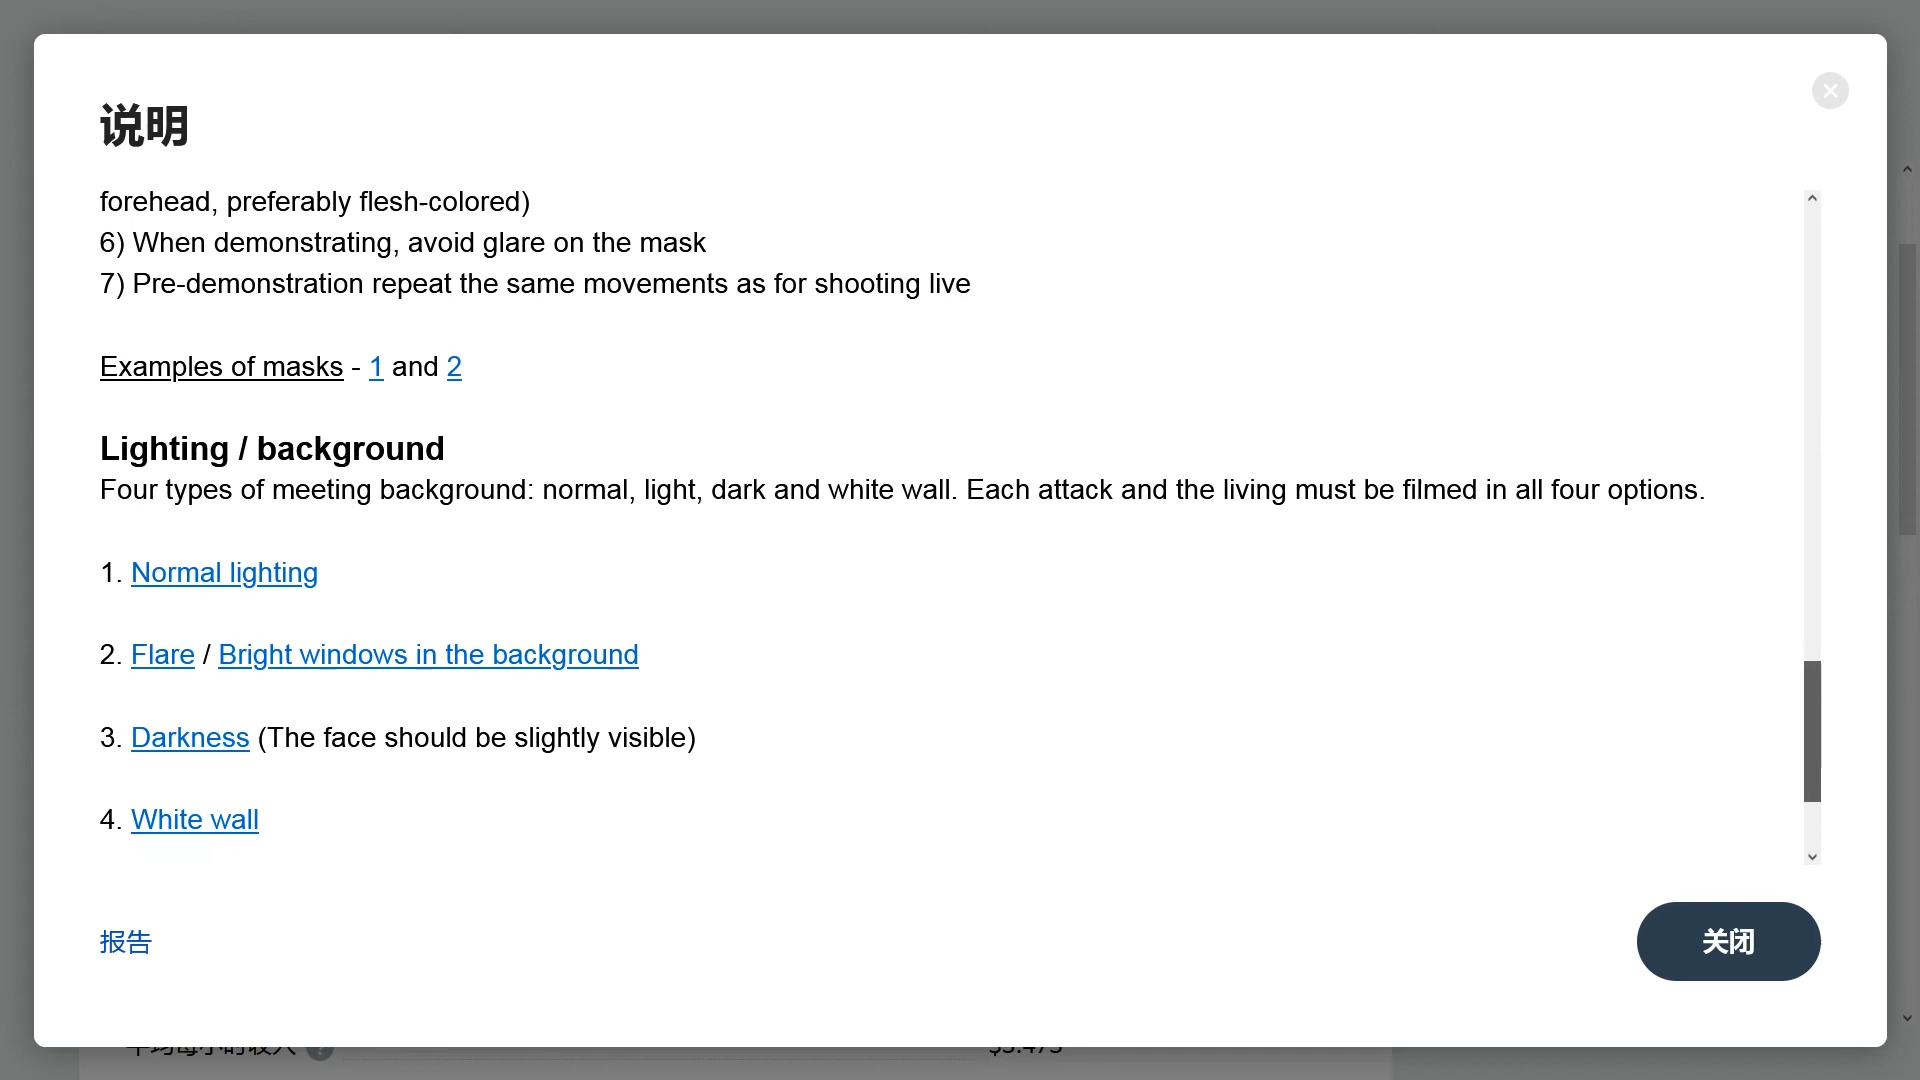 说明
forehead, preferably flesh-colored)
6) When demonstrating, avoid glare on the mask
7) Pre-demonstration repeat the same movements as for shooting live
Examples of masks - 1 and 2
Lighting / background
Four types of meeting background: normal, light, dark and white wall. Each attack and the living must be filmed in all four options.
1. Normal lighting
2. Flare / Bright windows in the background
3. Darkness (The face should be slightly visible)
4. White wall
报告
关闭